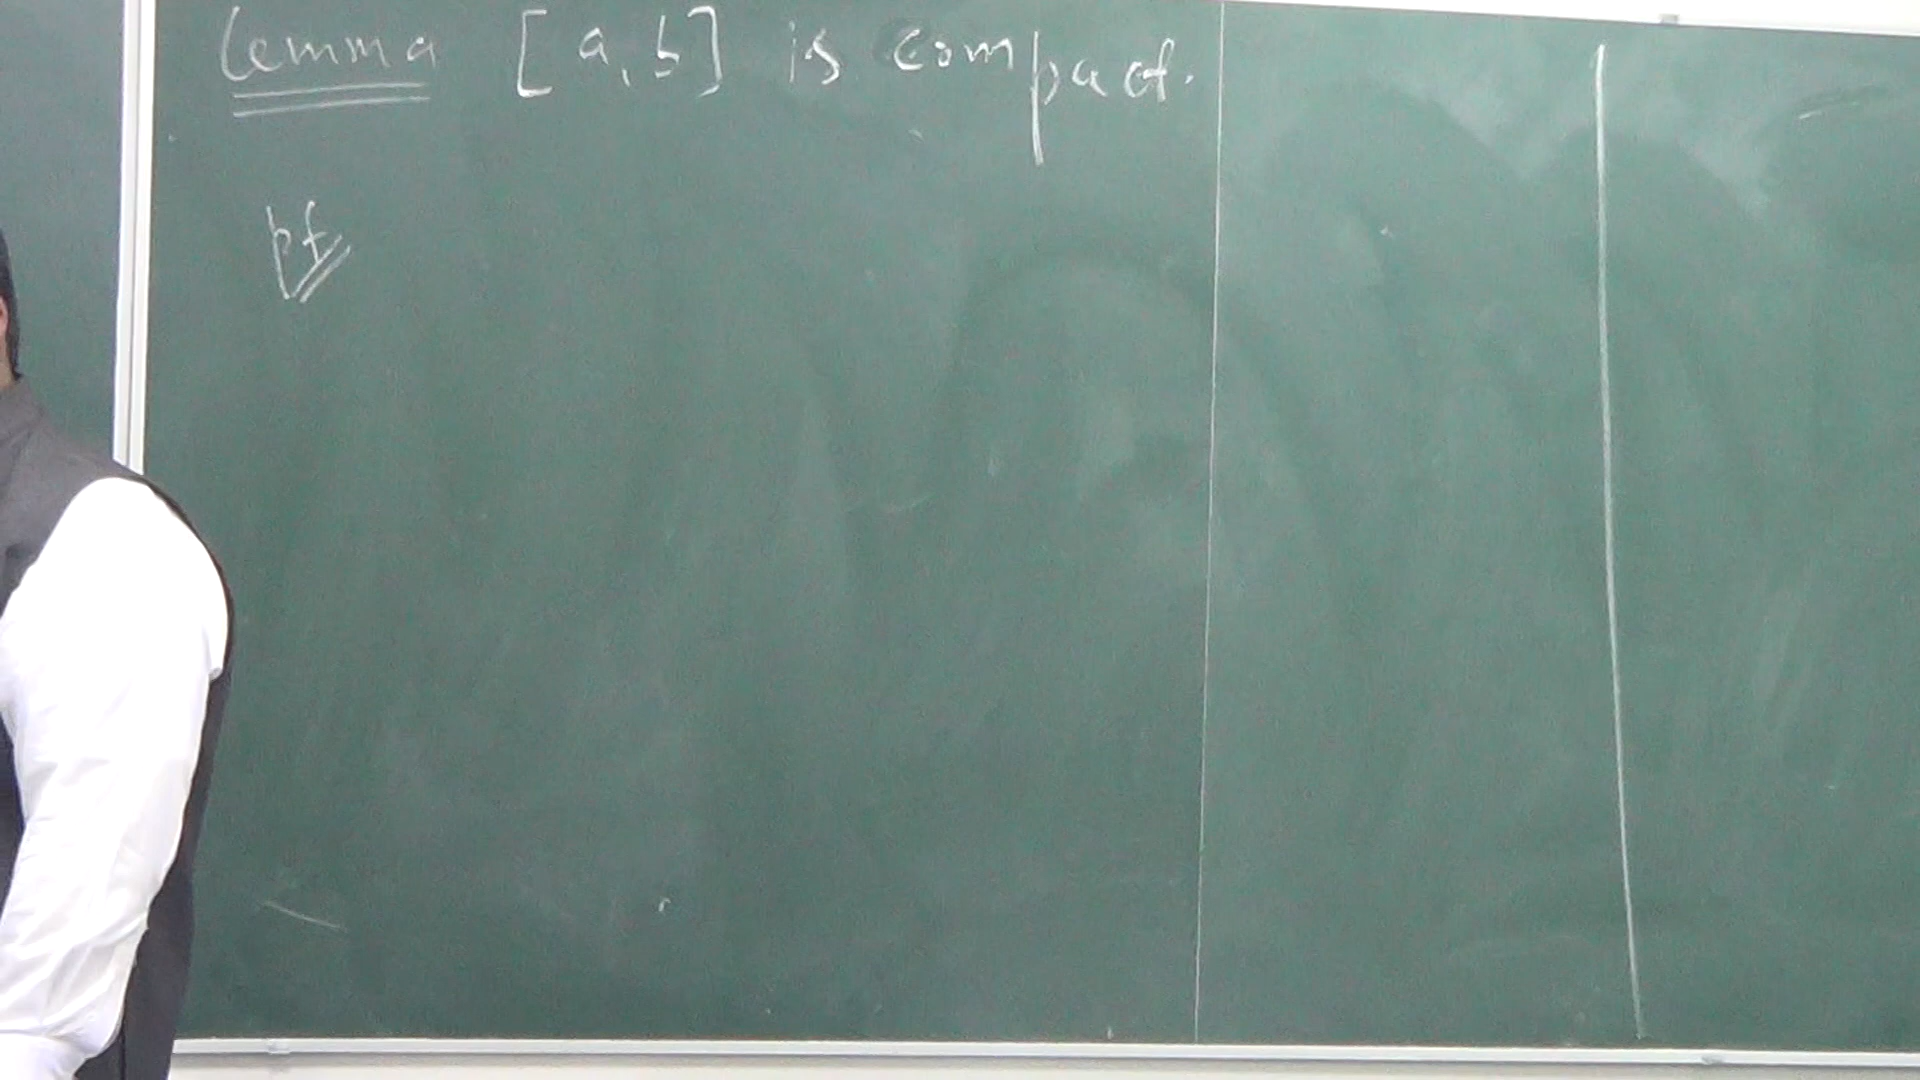 Lemma [a, b] is compact.
pf